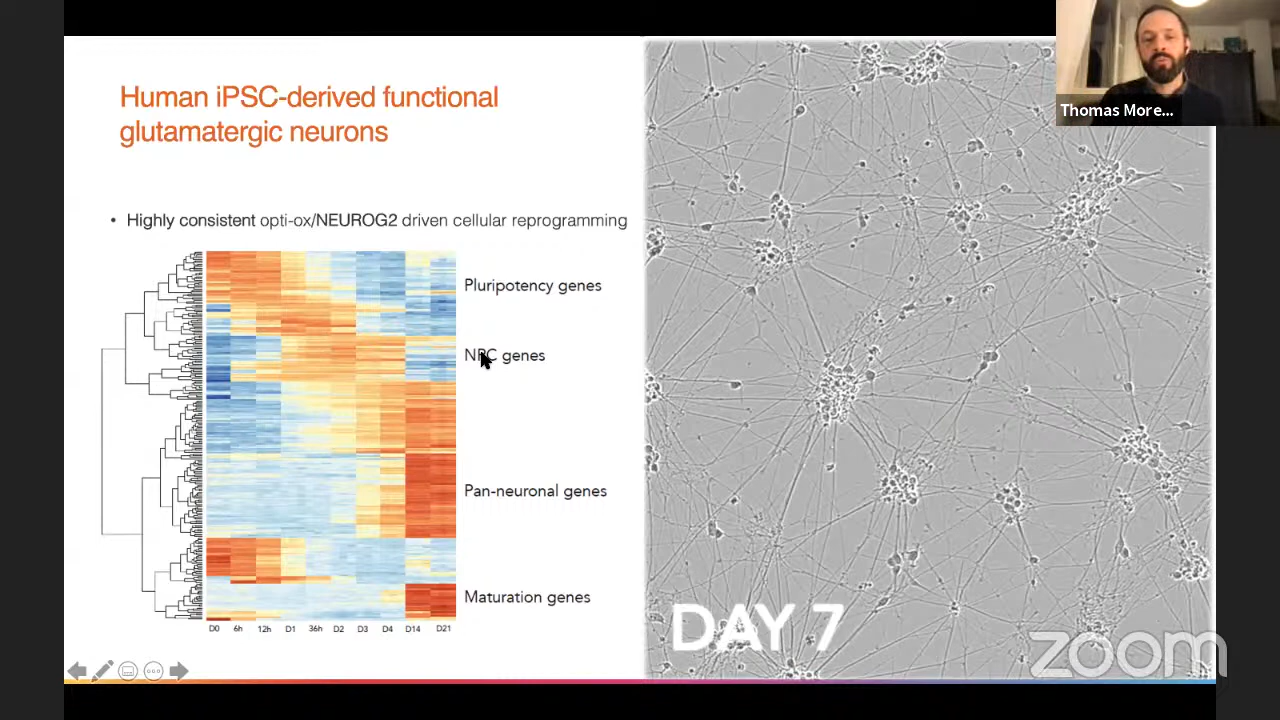 Human iPSC-derived functional
glutamatergic neurons
• Highly consistent opti-ox/NEUROG2 driven cellular reprogramming
Pluripotency genes
NPC genes
Pan-neuronal genes
Maturation genes
D0 6h 12h D1 36h D2 D3 D4 D14 D21
DAY 7
Thomas More...
zoom